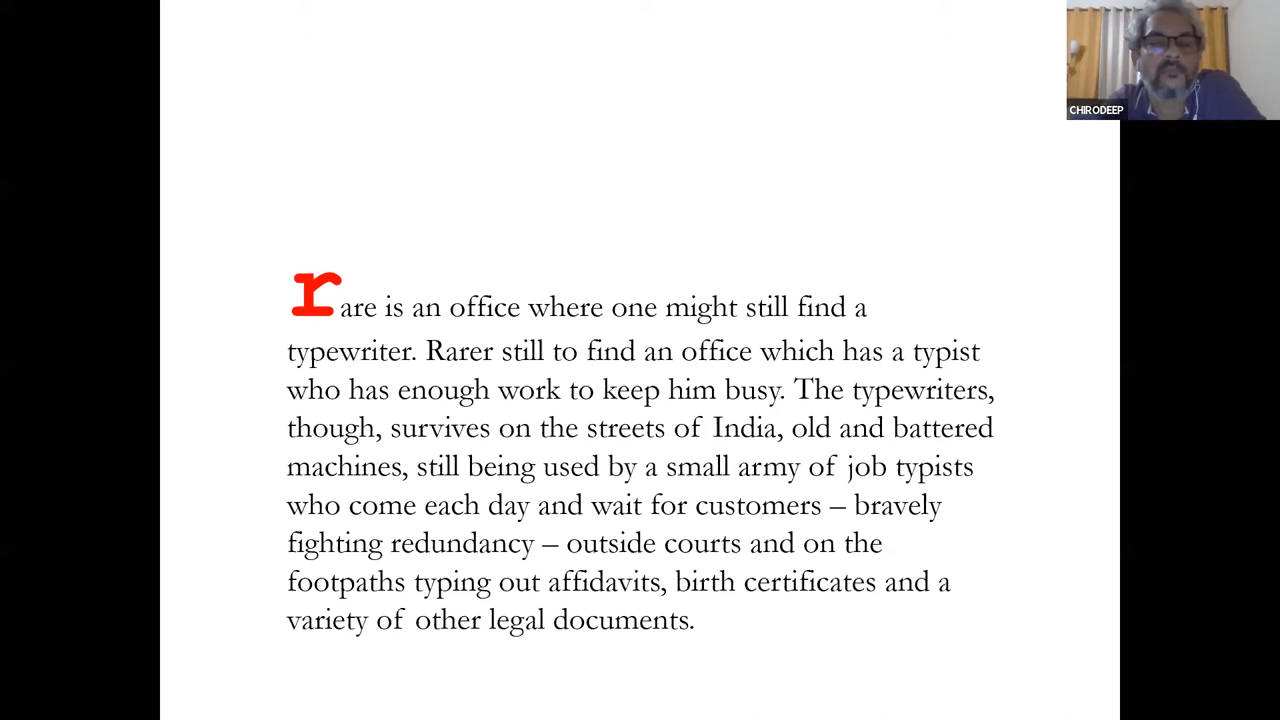 CHIRODEEP
rare is an office where one might still find a
typewriter. Rarer still to find an office which has a typist
who has enough work to keep him busy. The typewriters,
though, survives on the streets of India, old and battered
machines, still being used by a small army of job typists
who come each day and wait for customers – bravely
fighting redundancy – outside courts and on the
footpaths typing out affidavits, birth certificates and a
variety of other legal documents.